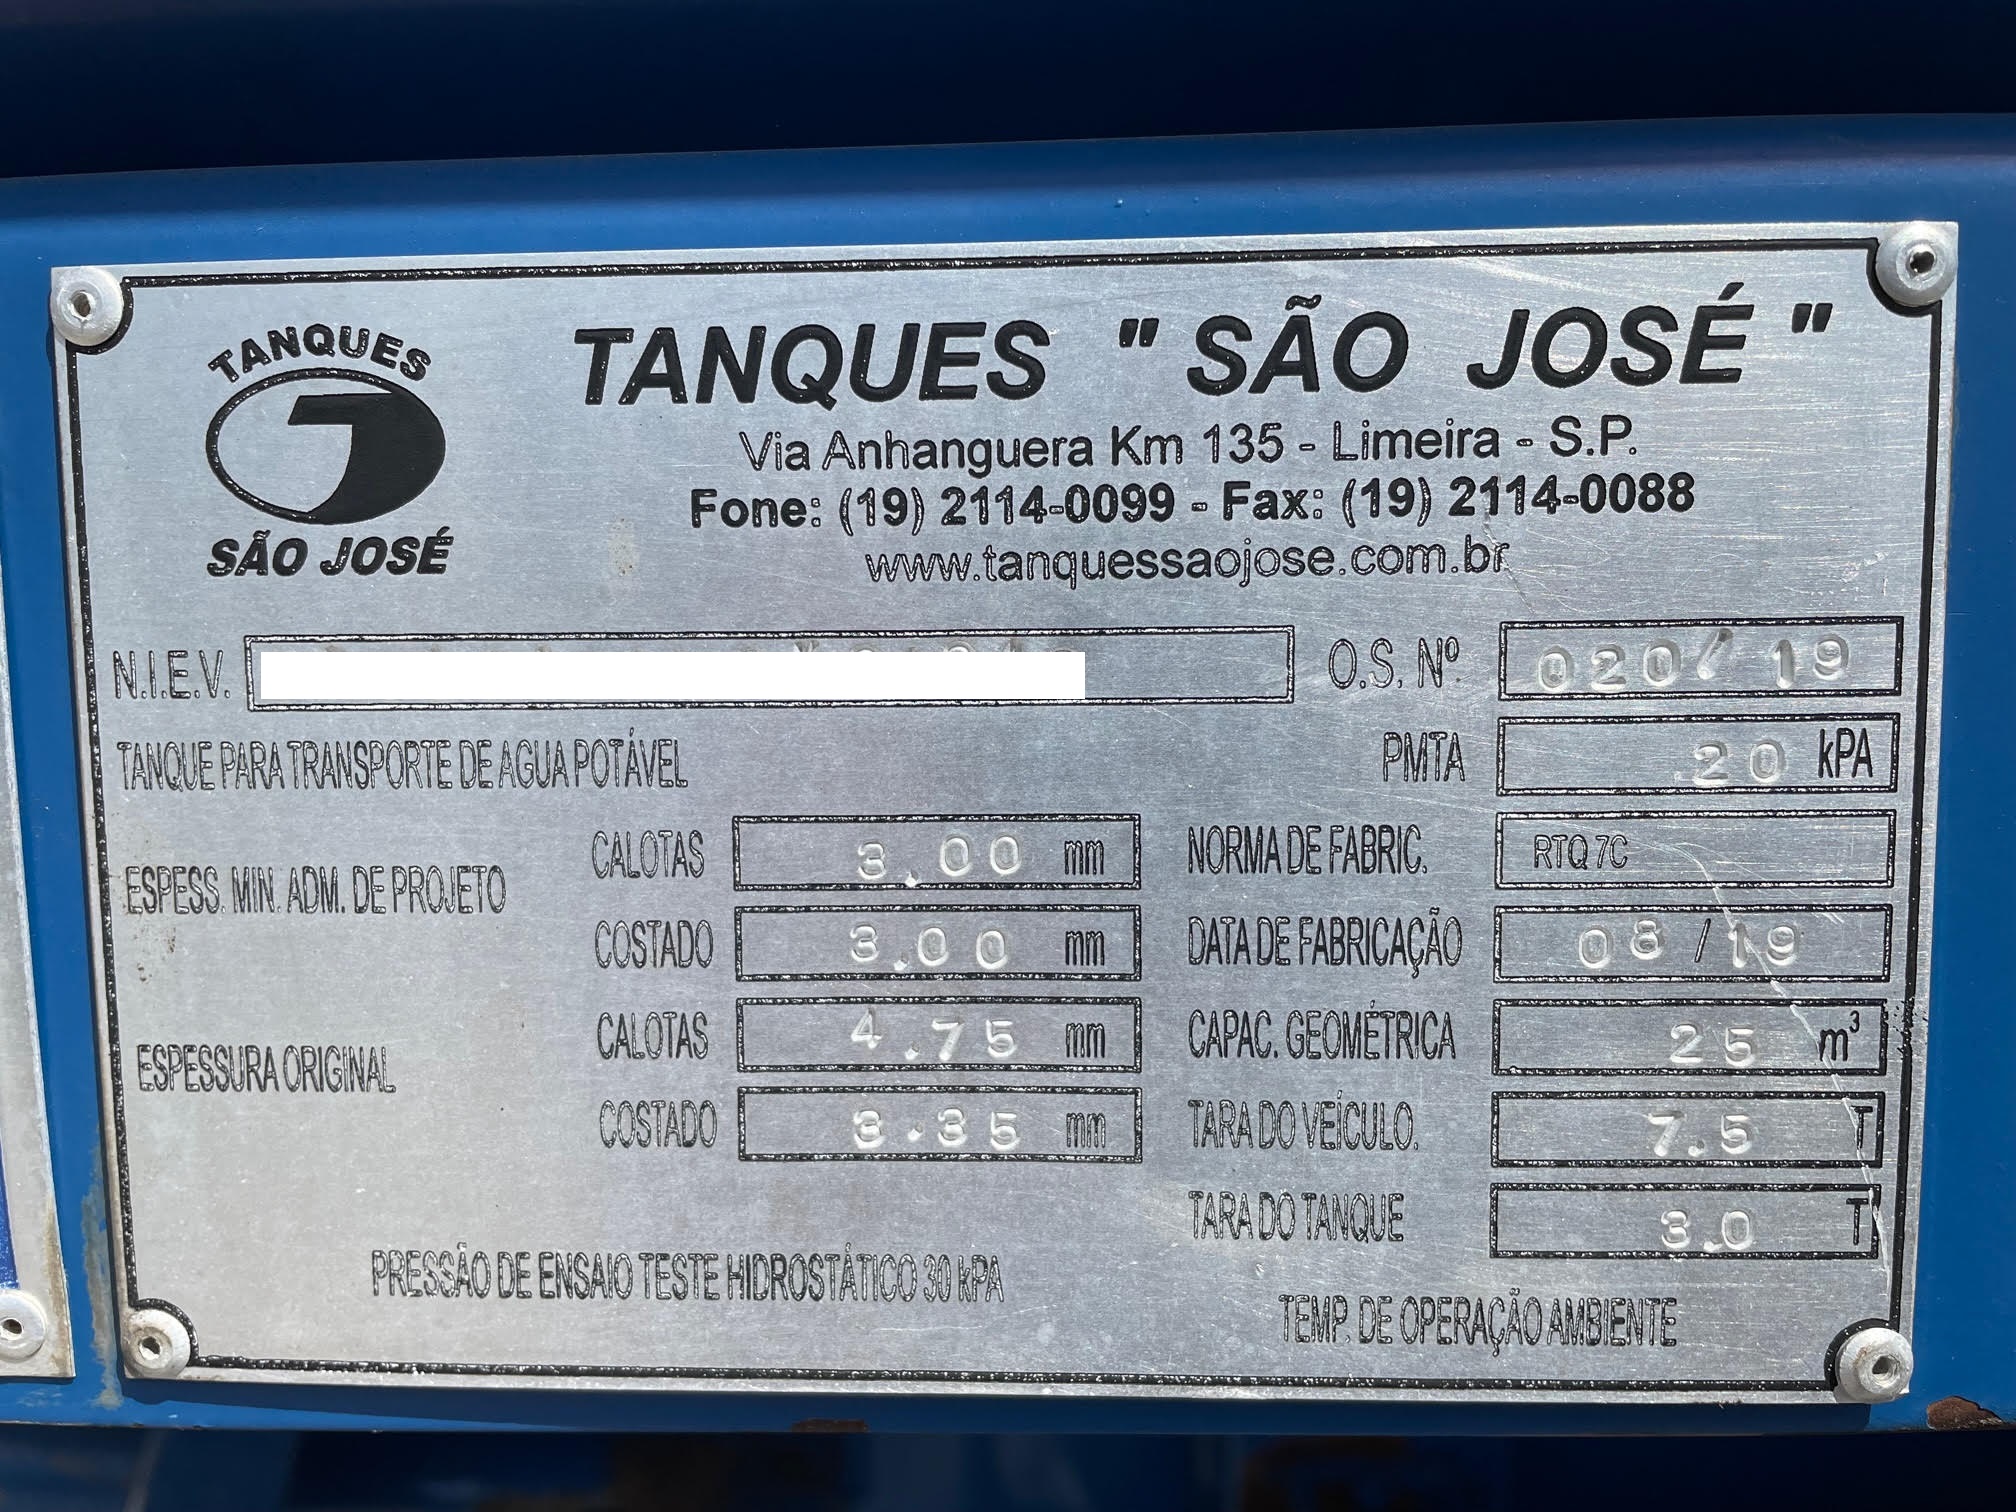 TANQUES
SÃO JOSÉ
TANQUES " SÃO JOSÉ "
Via Anhanguera Km 135 - Limeira - S.P.
Fone: (19) 2114-0099 - Fax: (19) 2114-0088
www.tanquessaojose.com.br
N.I.E.V.
O.S. Nº 020/19
TANQUE PARA TRANSPORTE DE AGUA POTÁVEL
PMTA 20 kPA
ESPESS. MIN. ADM. DE PROJETO
CALOTAS 3.00 mm
COSTADO 3.00 mm
ESPESSURA ORIGINAL
CALOTAS 4.75 mm
COSTADO 3.35 mm
NORMA DE FABRIC. RTQ 7C
DATA DE FABRICAÇÃO 08/19
CAPAC. GEOMÉTRICA 25 m³
TARA DO VEÍCULO. 7.5 T
TARA DO TANQUE 3.0 T
PRESSÃO DE ENSAIO TESTE HIDROSTÁTICO 30 kPA
TEMP. DE OPERAÇÃO AMBIENTE